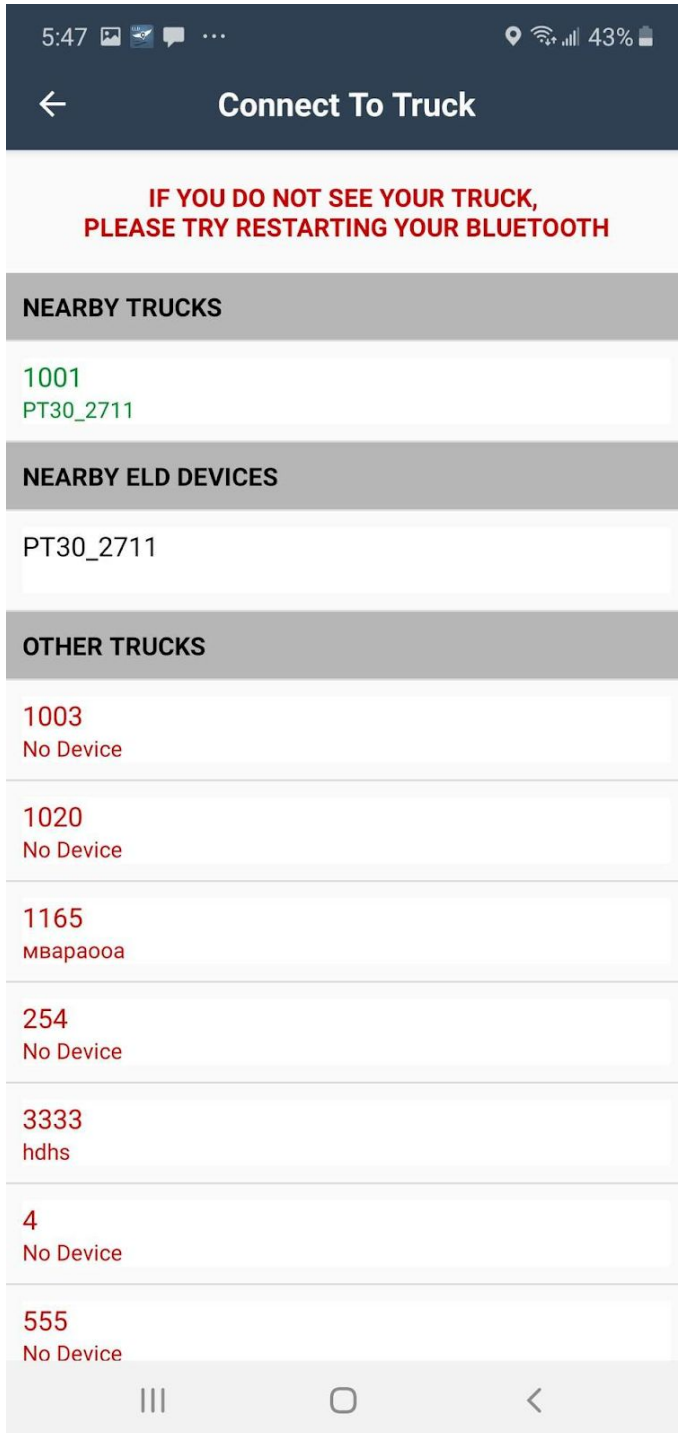 5:47
43%
Connect To Truck
IF YOU DO NOT SEE YOUR TRUCK,
PLEASE TRY RESTARTING YOUR BLUETOOTH
NEARBY TRUCKS
1001
PT30_2711
NEARBY ELD DEVICES
PT30_2711
OTHER TRUCKS
1003
No Device
1020
No Device
1165
мвараооа
254
No Device
3333
hdhs
4
No Device
555
No Device